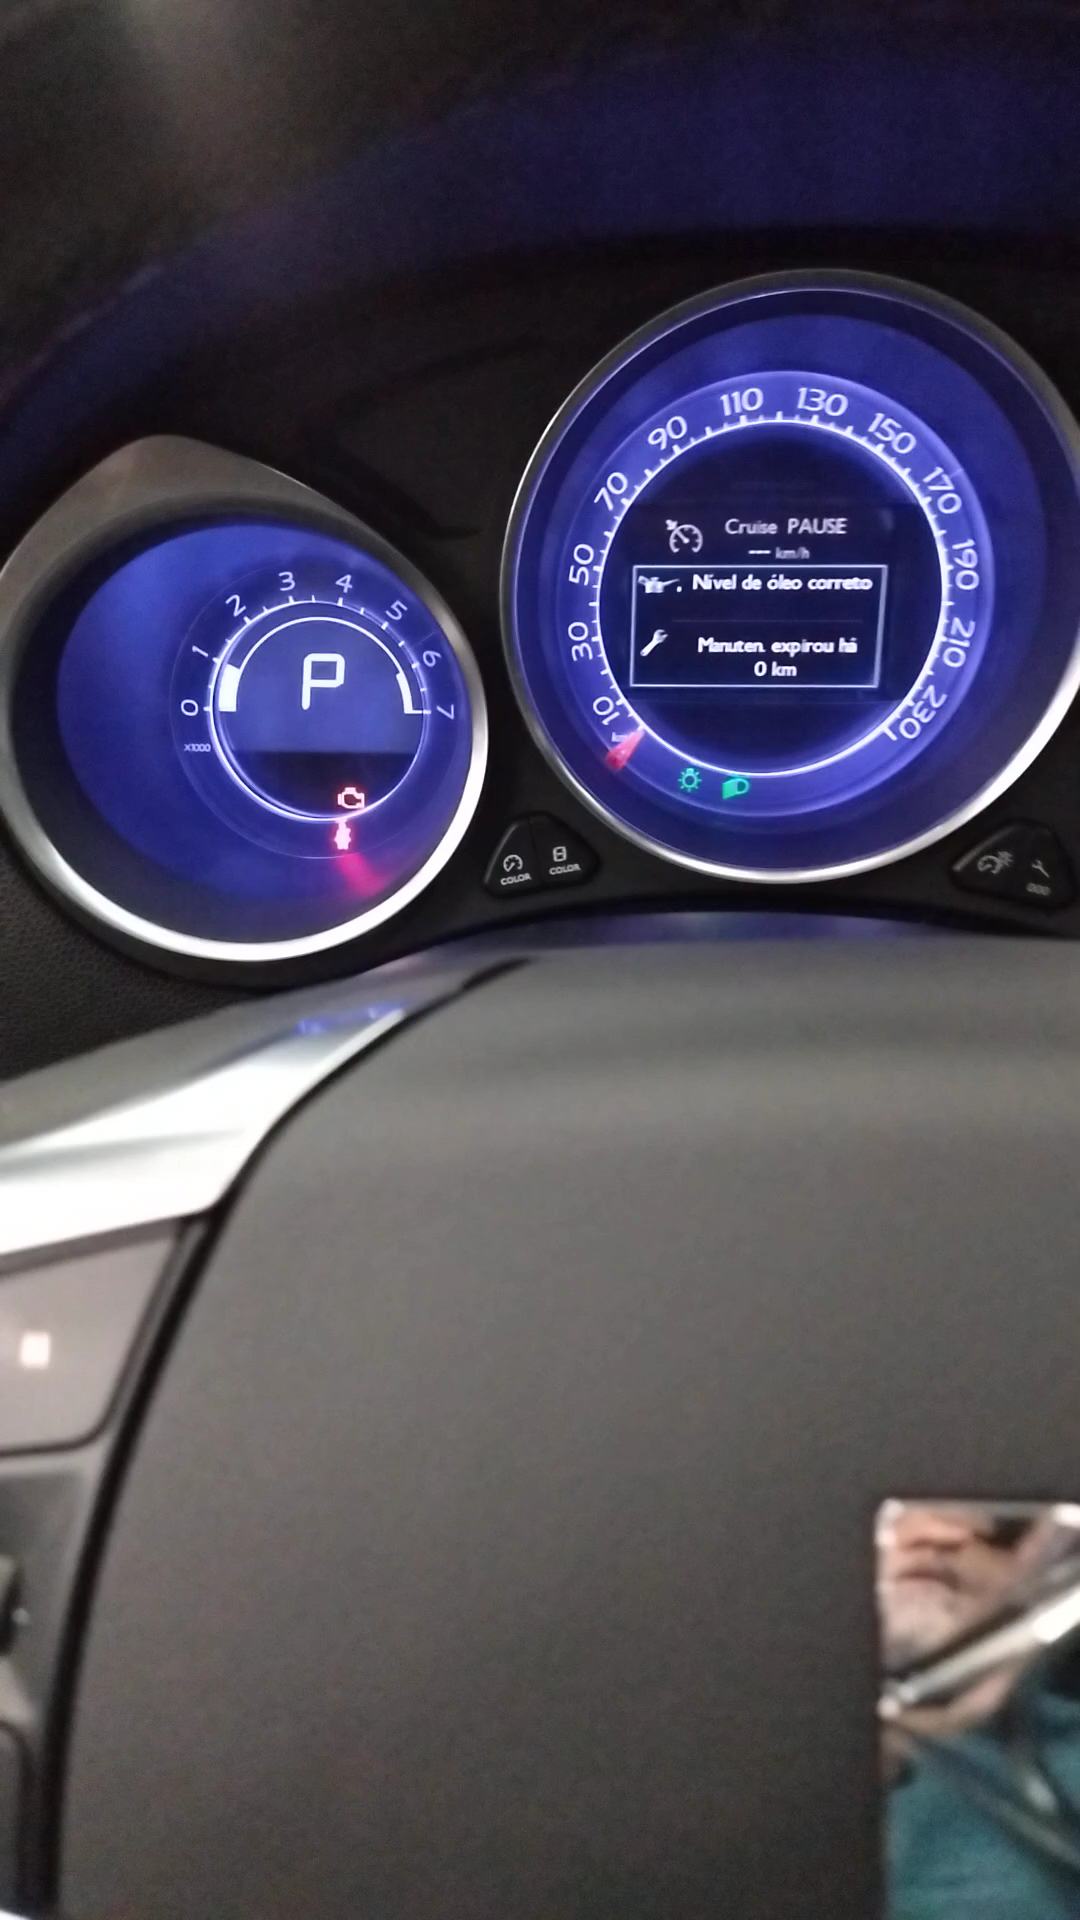 0
1
2
3
4
5
6
7
x1000
P
10
30
50
70
90
110
130
150
170
190
210
230
Cruise PAUSE
--- km/h
Nível de óleo correto
Manuten. expirou há
0 km
COLOR
COLOR
000